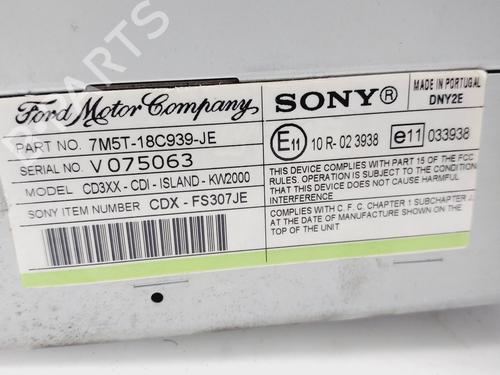 Ford Motor Company
PART NO. 7M5T-18C939-JE
SERIAL NO. V075063
MODEL CD3XX - CDI - ISLAND - KW2000
SONY ITEM NUMBER CDX - FS307JE
SONY®
MADE IN PORTUGAL
DNY2E
E11 10 R- 02 3938 e11 033938
THIS DEVICE COMPLIES WITH PART 15 OF THE FCC
RULES. OPERATION IS SUBJECT TO THE CONDITION
THAT THIS DEVICE DOES NOT CAUSE HARMFUL
INTERFERENCE
COMPLIES WITH C. F. C. CHAPTER 1 SUBCHAPTER J.
AT THE DATE OF MANUFACTURE SHOWN ON THE TOP
OF THE UNIT
B-PARTS